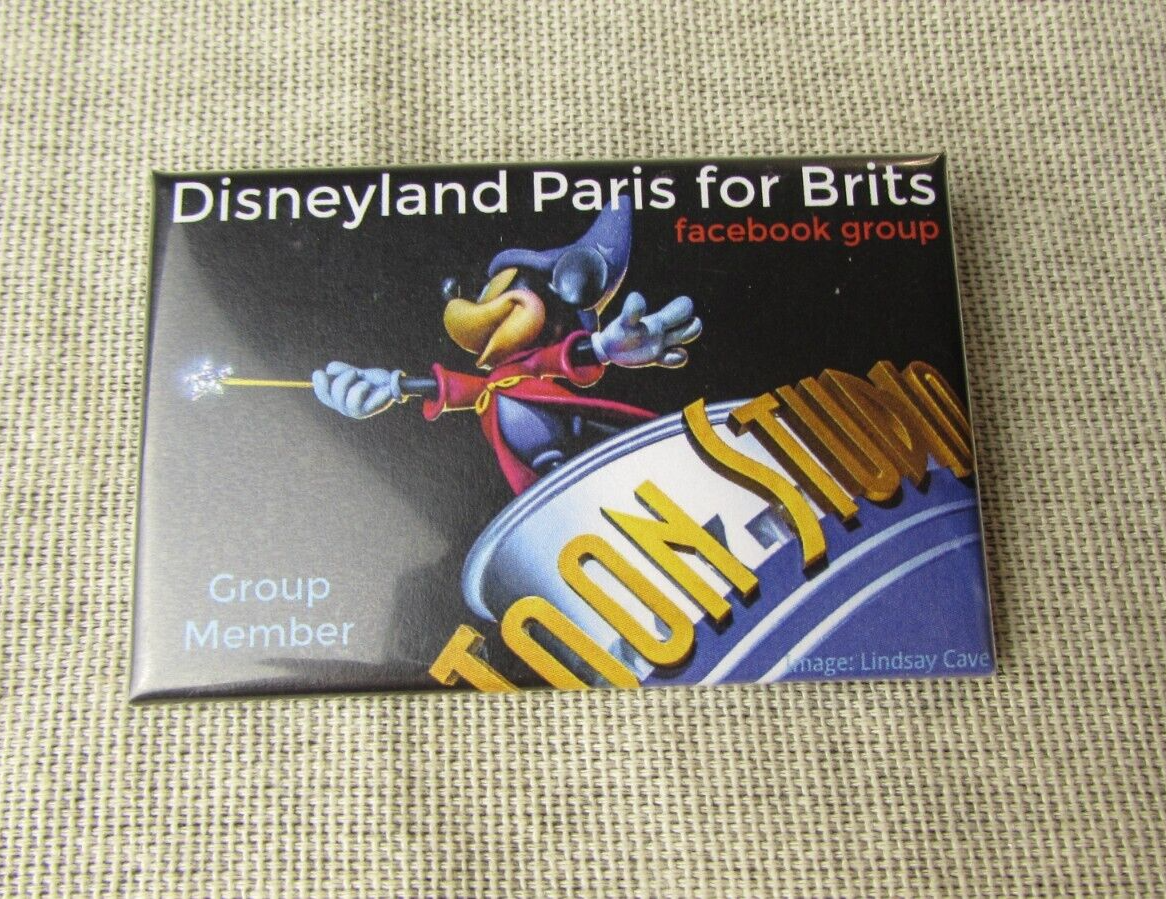 Disneyland Paris for Brits
facebook group
TOON STUDIO
Group
Member
Image: Lindsay Cave